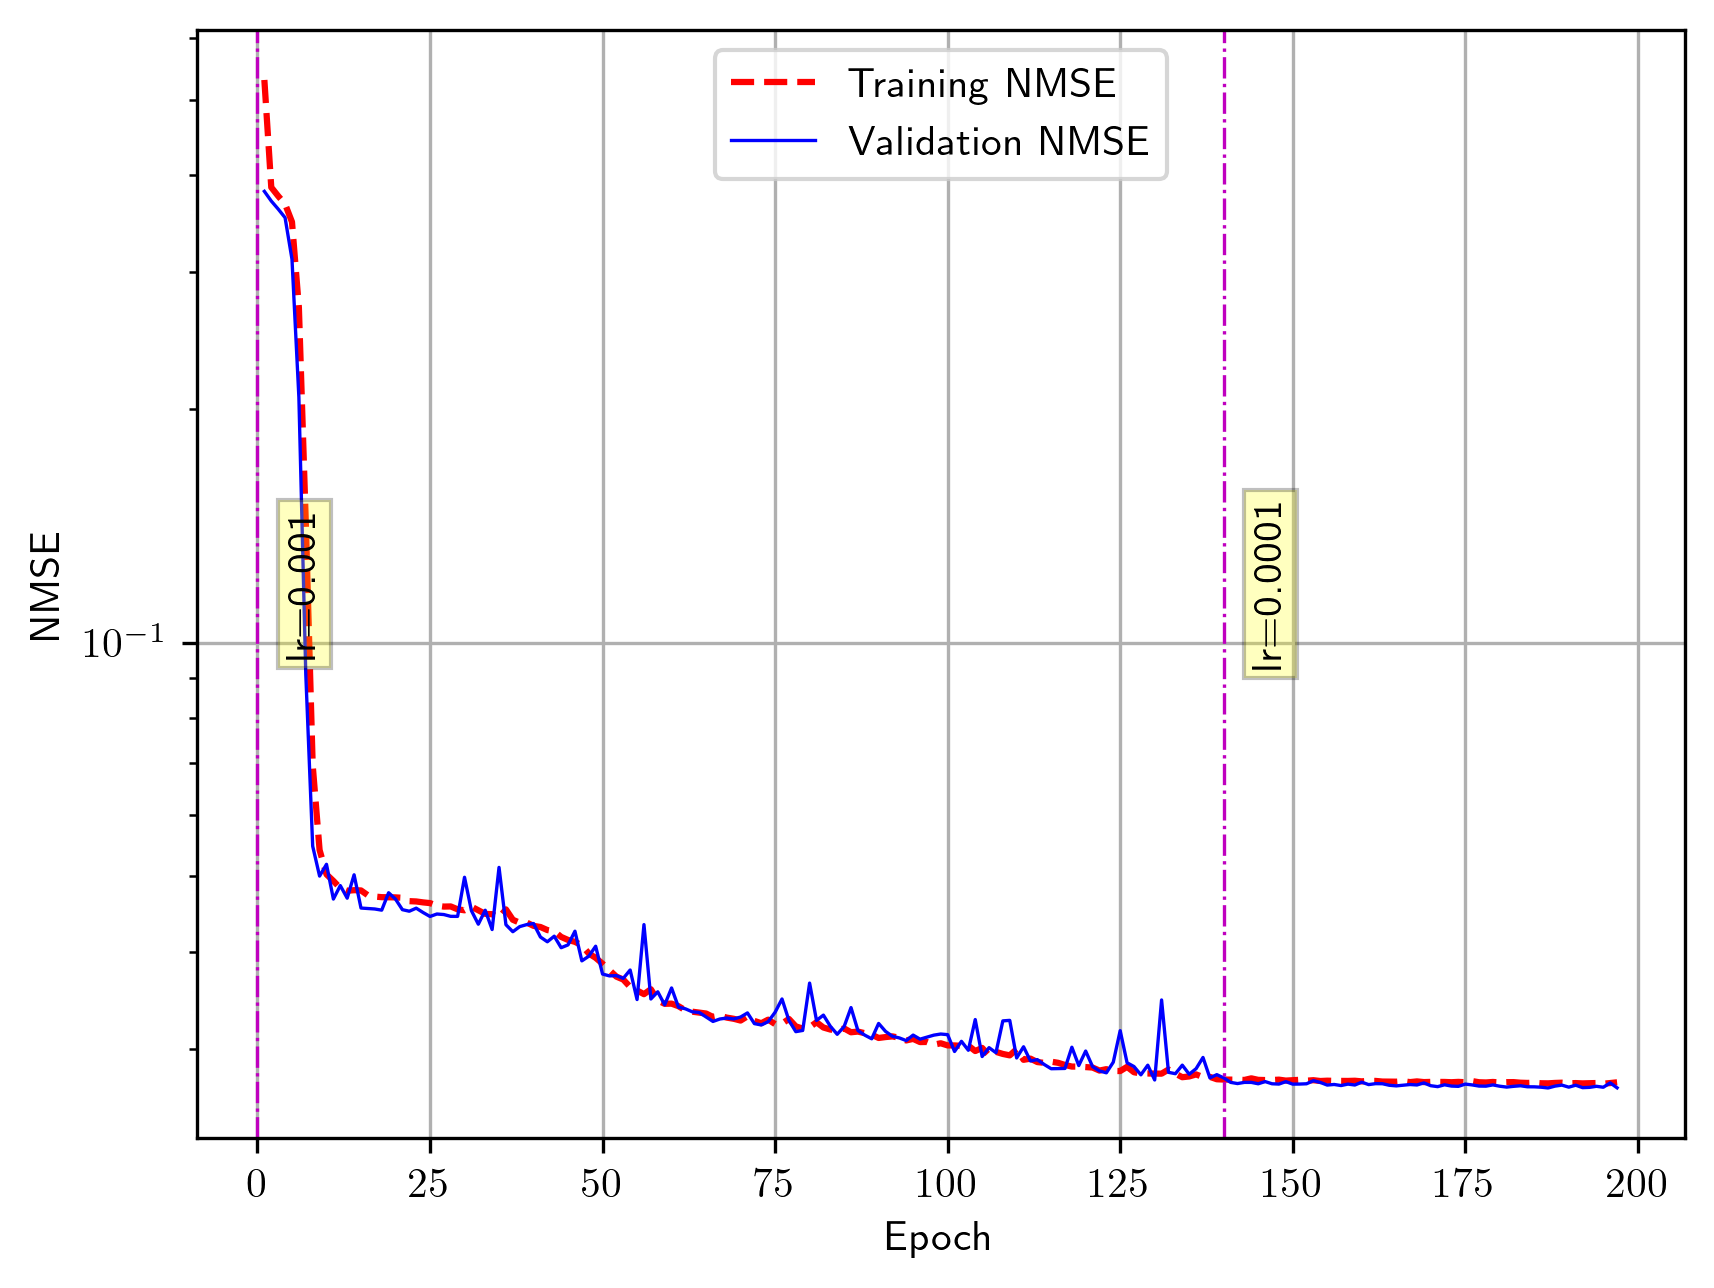 Training NMSE
Validation NMSE
NMSE
10⁻¹
lr=0.001
lr=0.0001
0 25 50 75 100 125 150 175 200
Epoch